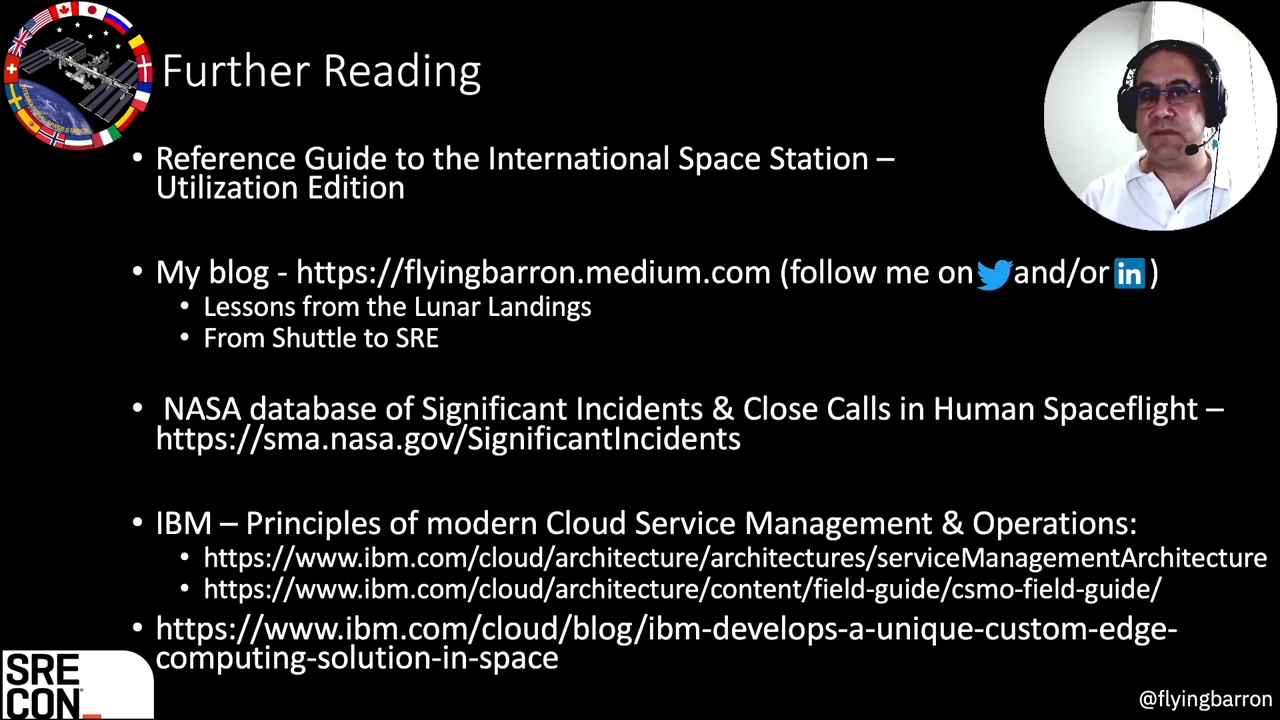 Further Reading
• Reference Guide to the International Space Station –
Utilization Edition
• My blog - https://flyingbarron.medium.com (follow me on and/or in )
• Lessons from the Lunar Landings
• From Shuttle to SRE
• NASA database of Significant Incidents & Close Calls in Human Spaceflight –
https://sma.nasa.gov/SignificantIncidents
• IBM – Principles of modern Cloud Service Management & Operations:
• https://www.ibm.com/cloud/architecture/architectures/serviceManagementArchitecture
• https://www.ibm.com/cloud/architecture/content/field-guide/csmo-field-guide/
• https://www.ibm.com/cloud/blog/ibm-develops-a-unique-custom-edge-
computing-solution-in-space
INTERNATIONAL SPACE STATION
SRE
CON
@flyingbarron